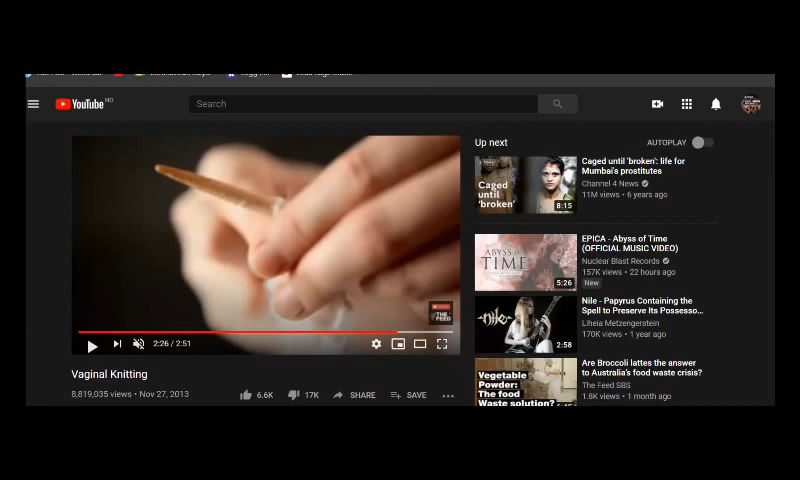 YouTube NO
Search
2:26 / 2:51
THE FEED
Vaginal Knitting
8,819,035 views • Nov 27, 2013
6.6K
17K
SHARE
SAVE
Up next
AUTOPLAY
Caged
until
'broken'
8:15
Caged until 'broken': life for
Mumbai's prostitutes
Channel 4 News
11M views • 6 years ago
ABYSS OF
TIME
5:26
EPICA - Abyss of Time
(OFFICIAL MUSIC VIDEO)
Nuclear Blast Records
157K views • 22 hours ago
New
nile
2:58
Nile - Papyrus Containing the
Spell to Preserve Its Possesso...
Liheia Metzengerstein
170K views • 1 year ago
Vegetable
Powder:
The food
Waste solution?
Are Broccoli lattes the answer
to Australia's food waste crisis?
The Feed SBS
1.8K views • 1 month ago